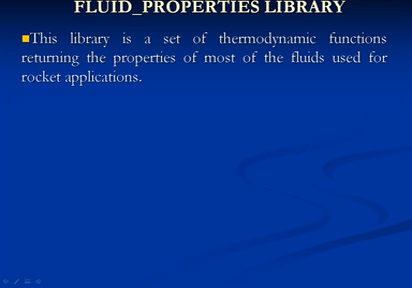 FLUID_PROPERTIES LIBRARY
This library is a set of thermodynamic functions
returning the properties of most of the fluids used for
rocket applications.